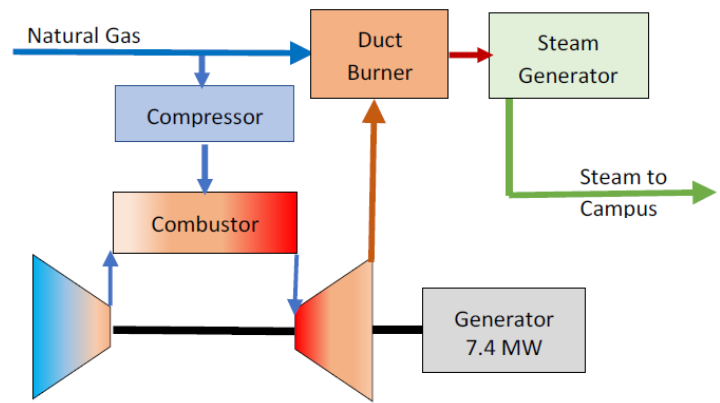 Natural Gas
Duct
Burner
Steam
Generator
Compressor
Steam to
Campus
Combustor
Generator
7.4 MW